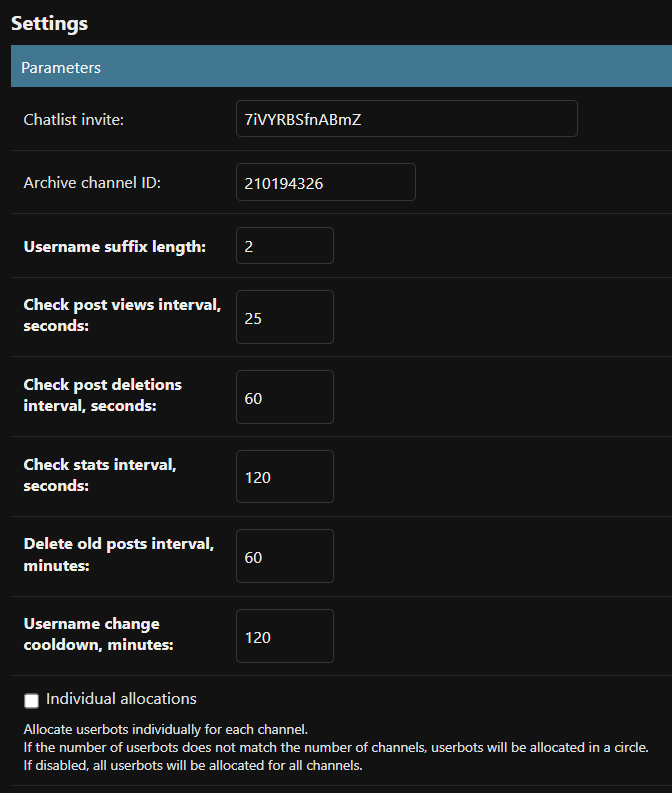 Settings
Parameters
Chatlist invite:
7iVYRBSfnABmZ
Archive channel ID:
210194326
Username suffix length:
2
Check post views interval,
seconds:
25
Check post deletions
interval, seconds:
60
Check stats interval,
seconds:
120
Delete old posts interval,
minutes:
60
Username change
cooldown, minutes:
120
Individual allocations
Allocate userbots individually for each channel.
If the number of userbots does not match the number of channels, userbots will be allocated in a circle.
If disabled, all userbots will be allocated for all channels.